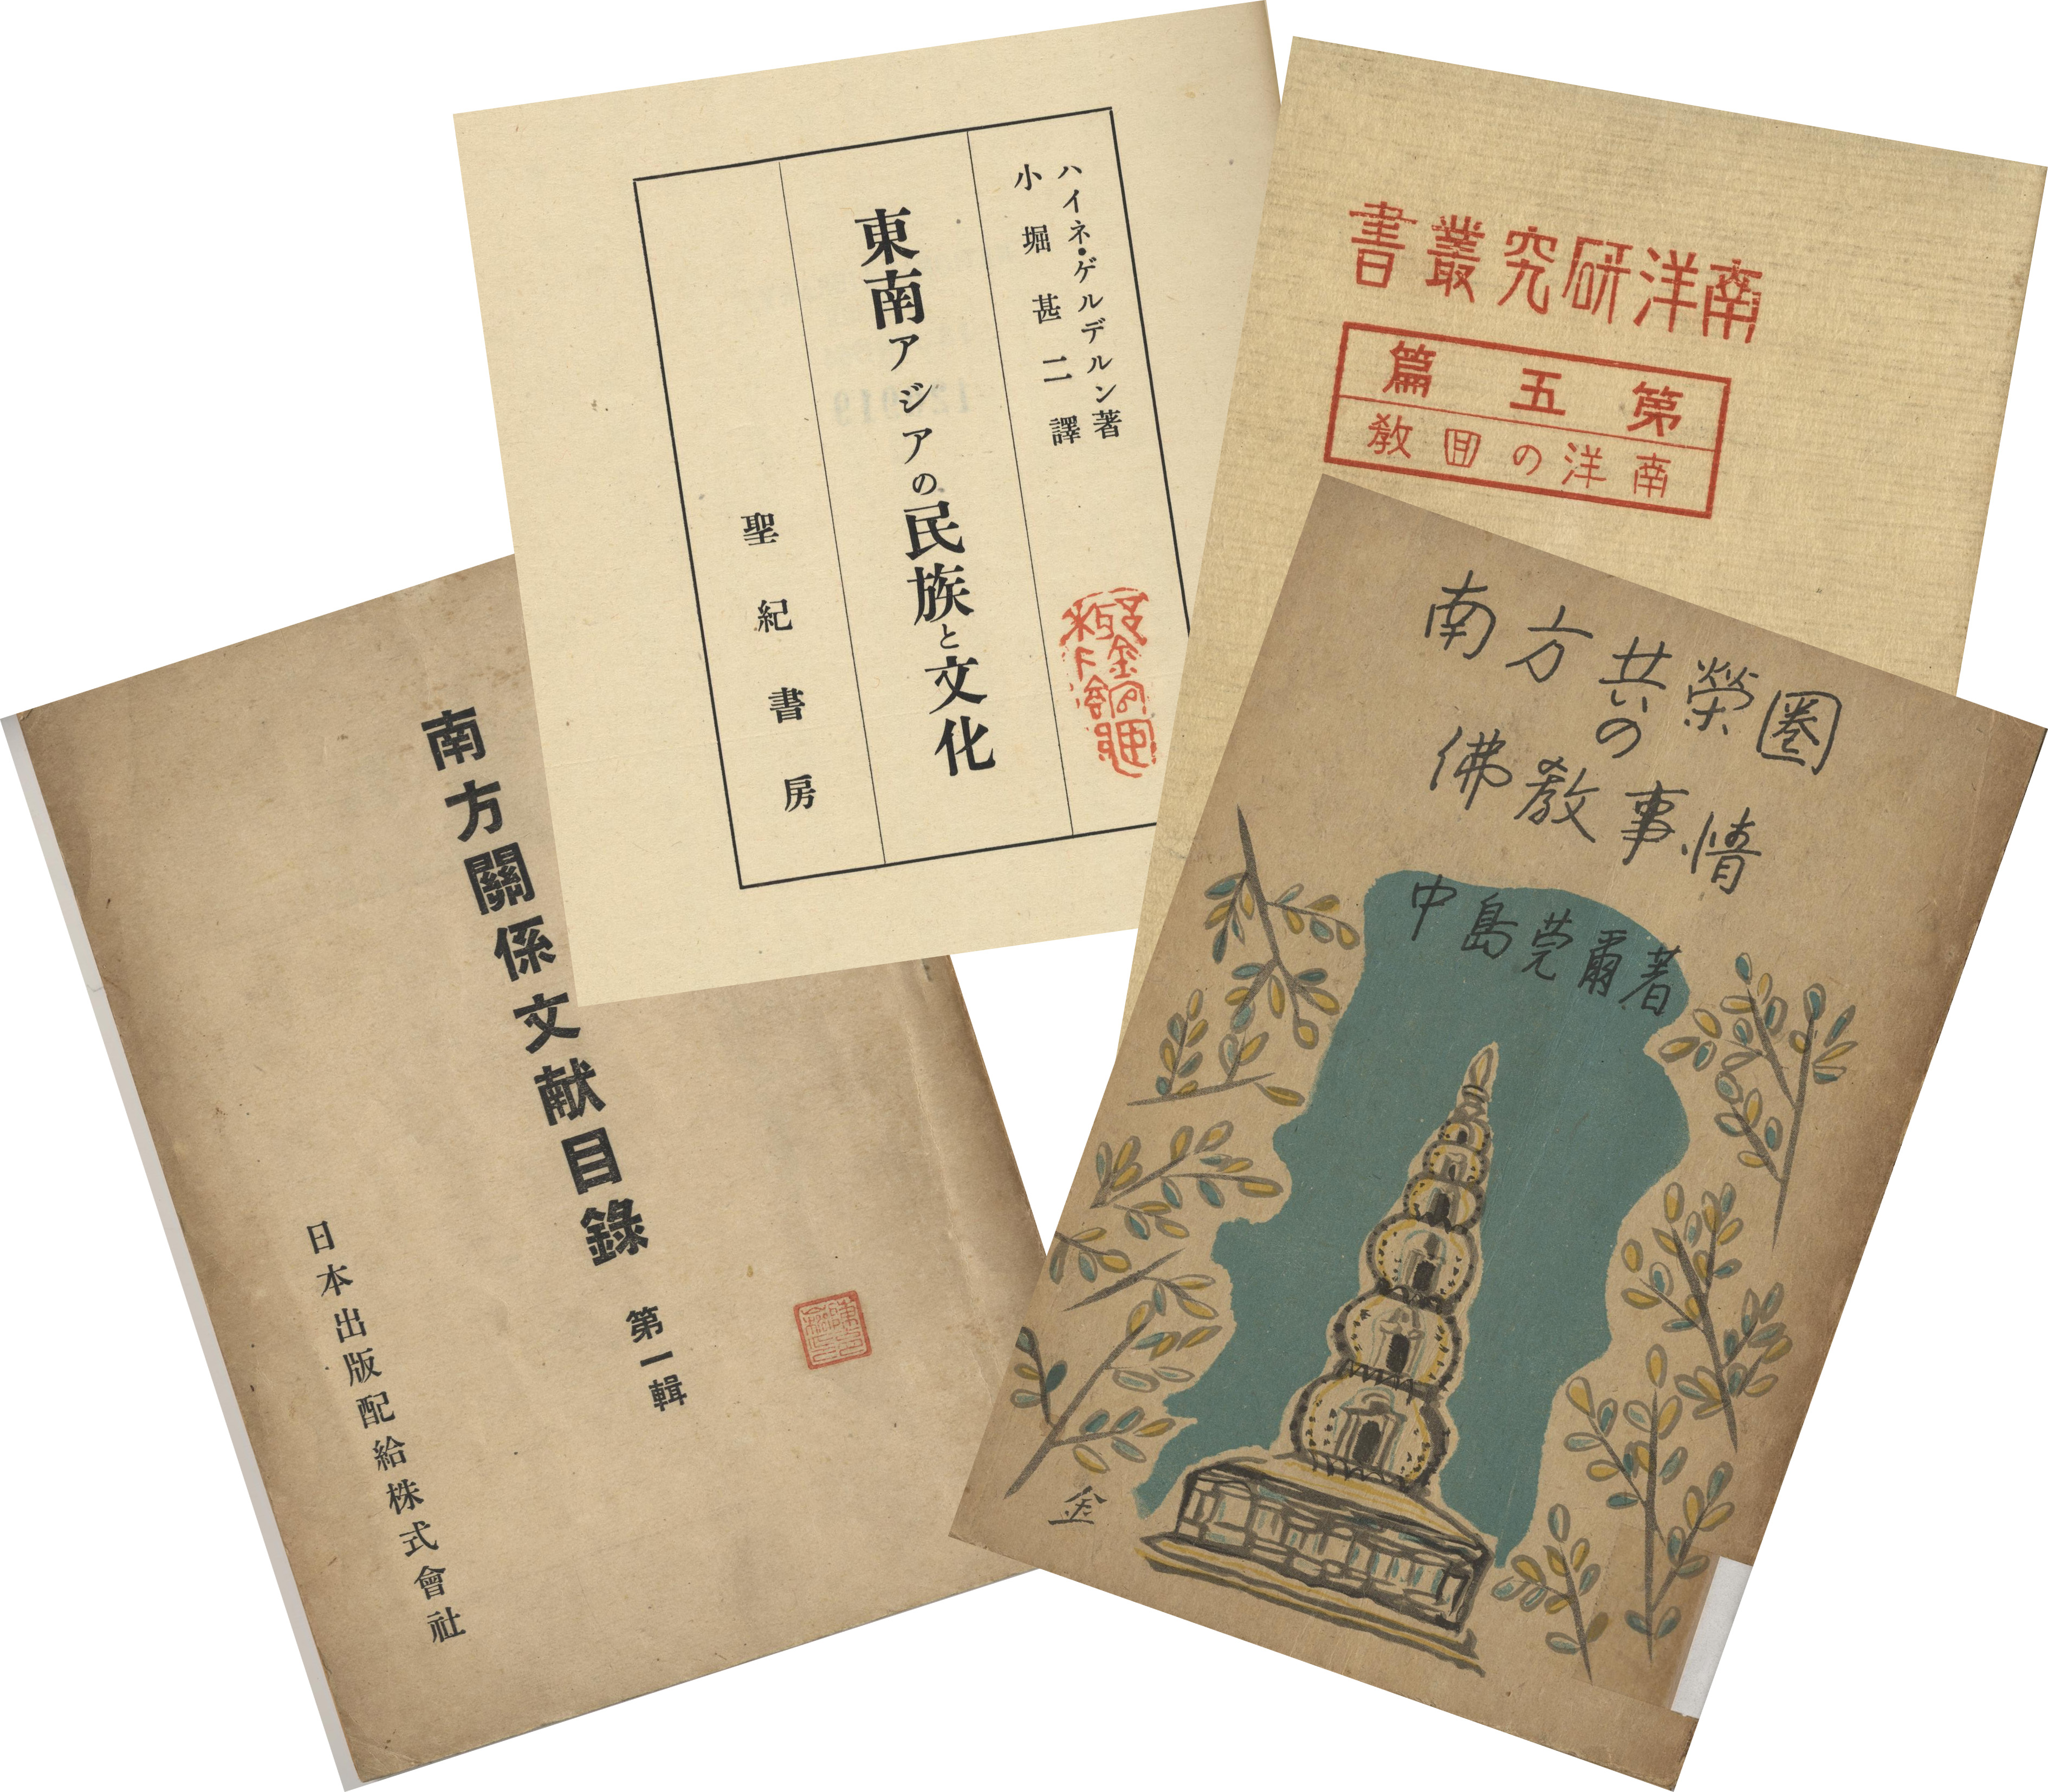 南方關係文献目錄
第一輯
日本出版配給株式會社
ハイネ・ゲルデルン著
小堀甚二譯
東南アジアの民族と文化
聖紀書房
南洋研究叢書
第五篇
南洋の回教
南方共榮圈の
佛教事情
中島莞爾著
金